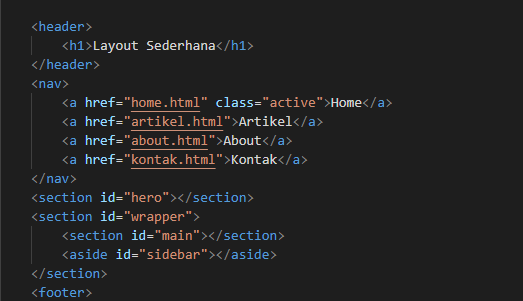 <header>
<h1>Layout Sederhana</h1>
</header>
<nav>
<a href="home.html" class="active">Home</a>
<a href="artikel.html">Artikel</a>
<a href="about.html">About</a>
<a href="kontak.html">Kontak</a>
</nav>
<section id="hero"></section>
<section id="wrapper">
<section id="main"></section>
<aside id="sidebar"></aside>
</section>
<footer>